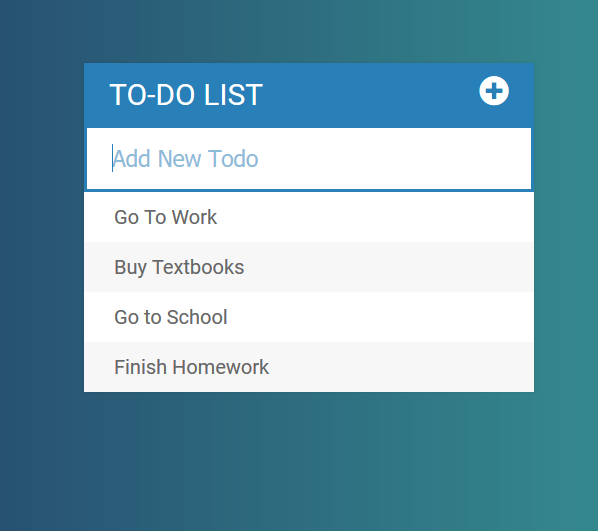 TO-DO LIST
Add New Todo
Go To Work
Buy Textbooks
Go to School
Finish Homework